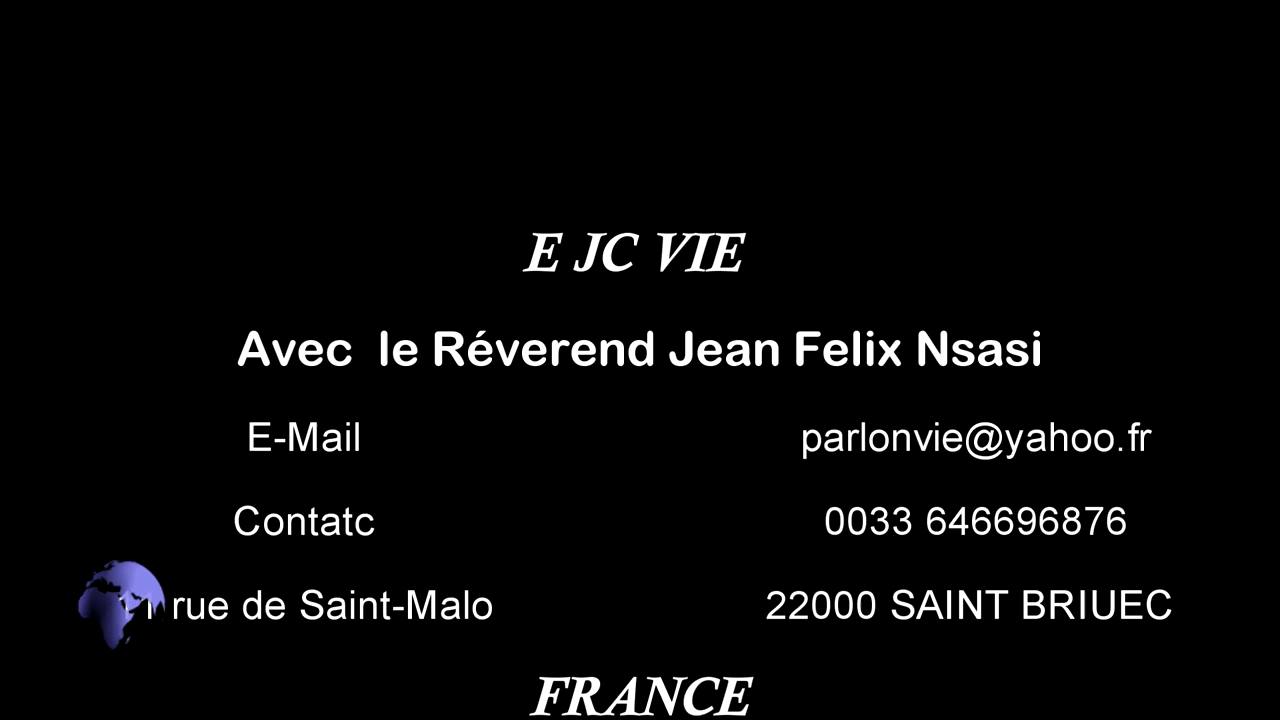 E JC VIE
Avec le Réverend Jean Felix Nsasi
E-Mail parlonvie@yahoo.fr
Contatc 0033 646696876
rue de Saint-Malo 22000 SAINT BRIUEC
FRANCE